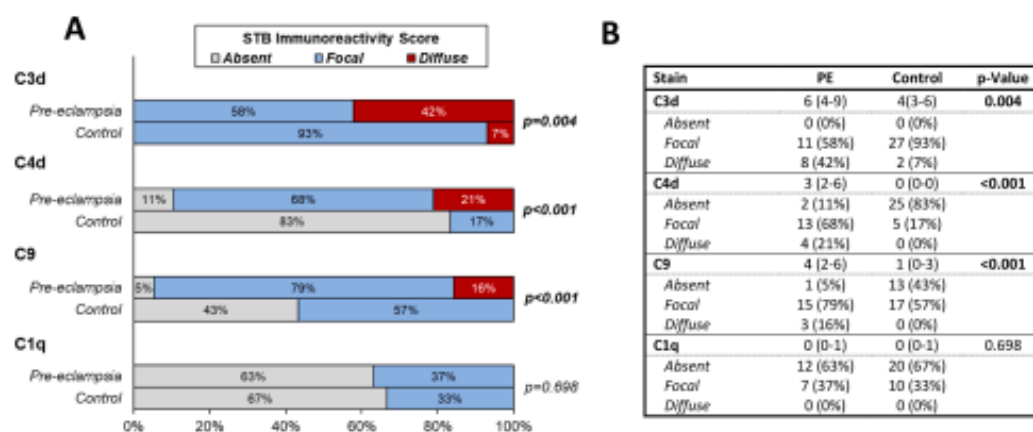 A
STB Immunoreactivity Score
Absent Focal Diffuse
C3d
Pre-eclampsia 58% 42%
Control 93% 7%
p=0.004
C4d
Pre-eclampsia 11% 68% 21%
Control 83% 17%
p<0.001
C9
Pre-eclampsia 5% 79% 16%
Control 43% 57%
p<0.001
C1q
Pre-eclampsia 63% 37%
Control 67% 33%
p=0.698
0% 20% 40% 60% 80% 100%
B
Stain PE Control p-Value
C3d 6 (4-9) 4(3-6) 0.004
Absent 0 (0%) 0 (0%)
Focal 11 (58%) 27 (93%)
Diffuse 8 (42%) 2 (7%)
C4d 3 (2-6) 0 (0-0) <0.001
Absent 2 (11%) 25 (83%)
Focal 13 (68%) 5 (17%)
Diffuse 4 (21%) 0 (0%)
C9 4 (2-6) 1 (0-3) <0.001
Absent 1 (5%) 13 (43%)
Focal 15 (79%) 17 (57%)
Diffuse 3 (16%) 0 (0%)
C1q 0 (0-1) 0 (0-1) 0.698
Absent 12 (63%) 20 (67%)
Focal 7 (37%) 10 (33%)
Diffuse 0 (0%) 0 (0%)